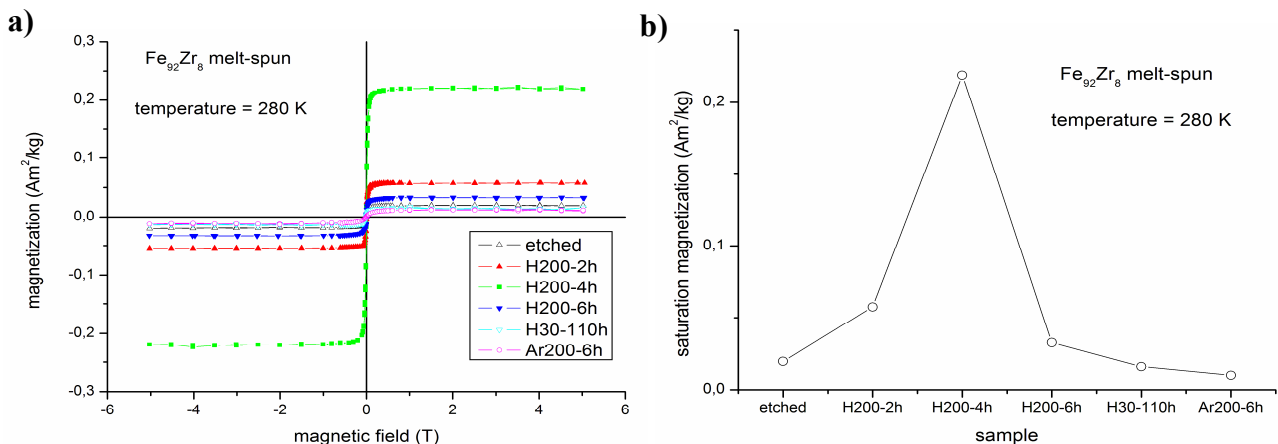 a)
Fe₉₂Zr₈ melt-spun
temperature = 280 K
magnetization (Am²/kg)
0,3
0,2
0,1
0,0
-0,1
-0,2
-0,3
etched
H200-2h
H200-4h
H200-6h
H30-110h
Ar200-6h
-6 -4 -2 0 2 4 6
magnetic field (T)
b)
Fe₉₂Zr₈ melt-spun
temperature = 280 K
saturation magnetization (Am²/kg)
0,2
0,1
0,0
etched H200-2h H200-4h H200-6h H30-110h Ar200-6h
sample